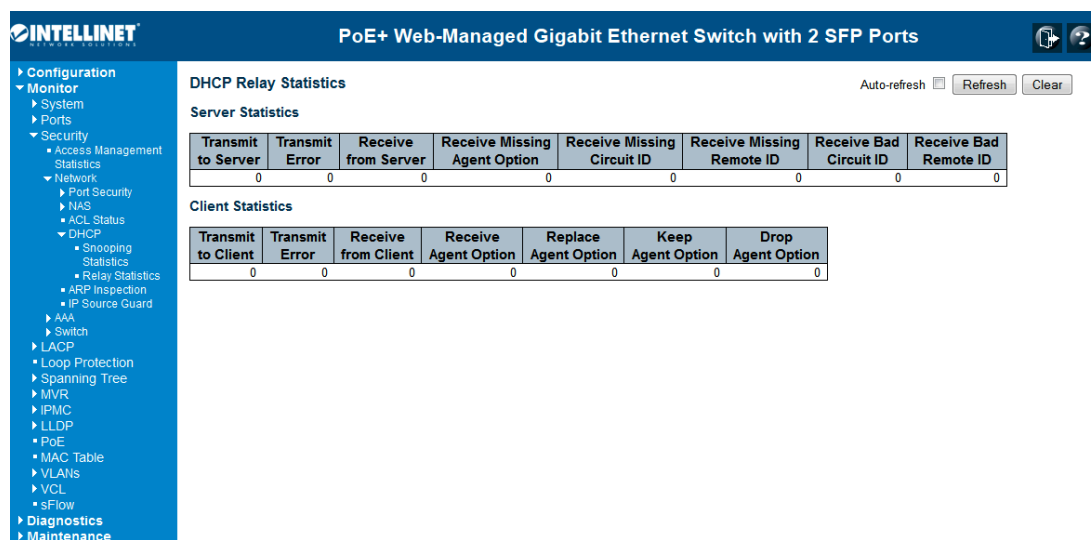 INTELLINET
NETWORK SOLUTIONS
PoE+ Web-Managed Gigabit Ethernet Switch with 2 SFP Ports
?
Configuration
Monitor
System
Ports
Security
Access Management
Statistics
Network
Port Security
NAS
ACL Status
DHCP
Snooping
Statistics
Relay Statistics
ARP Inspection
IP Source Guard
AAA
Switch
LACP
Loop Protection
Spanning Tree
MVR
IPMC
LLDP
PoE
MAC Table
VLANs
VCL
sFlow
Diagnostics
Maintenance
DHCP Relay Statistics
Auto-refresh Refresh Clear
Server Statistics
Transmit Transmit Receive Receive Missing Receive Missing Receive Missing Receive Bad Receive Bad
to Server Error from Server Agent Option Circuit ID Remote ID Circuit ID Remote ID
0 0 0 0 0 0 0 0
Client Statistics
Transmit Transmit Receive Receive Replace Keep Drop
to Client Error from Client Agent Option Agent Option Agent Option Agent Option
0 0 0 0 0 0 0